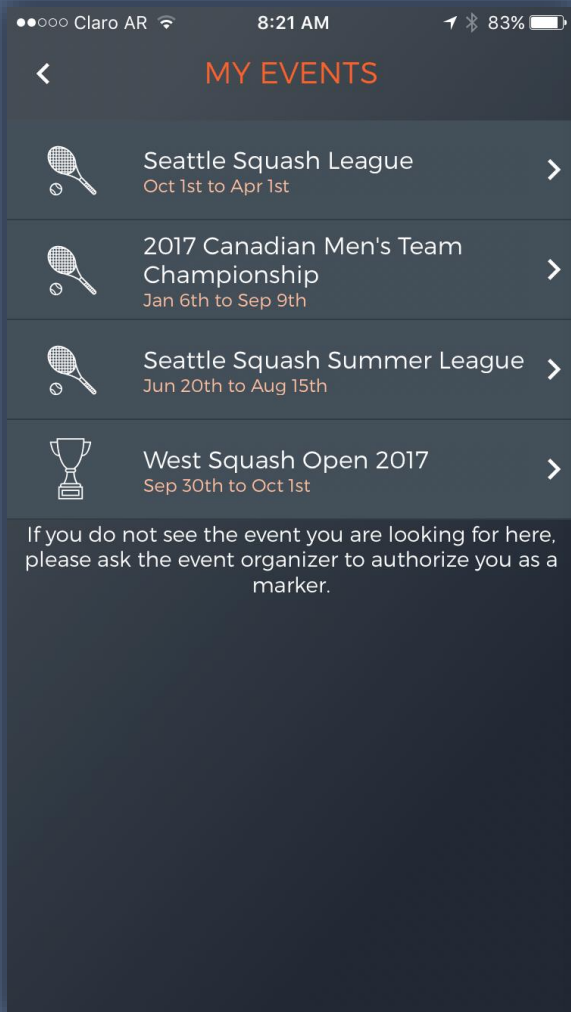 Claro AR 8:21 AM 83%
MY EVENTS
Seattle Squash League
Oct 1st to Apr 1st
2017 Canadian Men's Team
Championship
Jan 6th to Sep 9th
Seattle Squash Summer League
Jun 20th to Aug 15th
West Squash Open 2017
Sep 30th to Oct 1st
If you do not see the event you are looking for here,
please ask the event organizer to authorize you as a
marker.